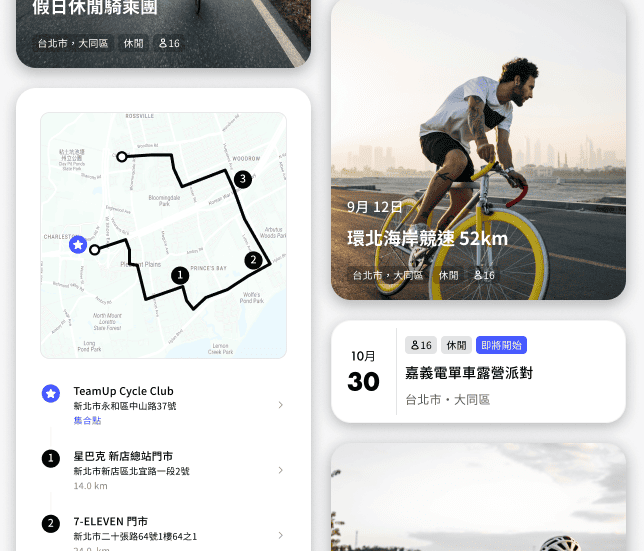 假日休閒騎乘團
台北市，大同區
休閒
16
ROSSVILLE
WOODROW
3
Bloomingdale
Park
Arbutus
Woods Park
CHARLESTON
2
Pleasant Plains
1
PRINCE'S BAY
Wolfe's
Pond Park
North Mount
Loretto
State Forest
Long
Pond Park
Lemon
Creek Park
TeamUp Cycle Club
新北市永和區中山路37號
集合點
1
星巴克 新店總站門市
新北市新店區北宜路一段2號
14.0 km
2
7-ELEVEN 門市
新北市二十張路64號1樓64之1
24.0 km
9月 12日
環北海岸競速 52km
台北市，大同區
休閒
16
10月
30
16
休閒
即將開始
嘉義電單車露營派對
台北市・大同區